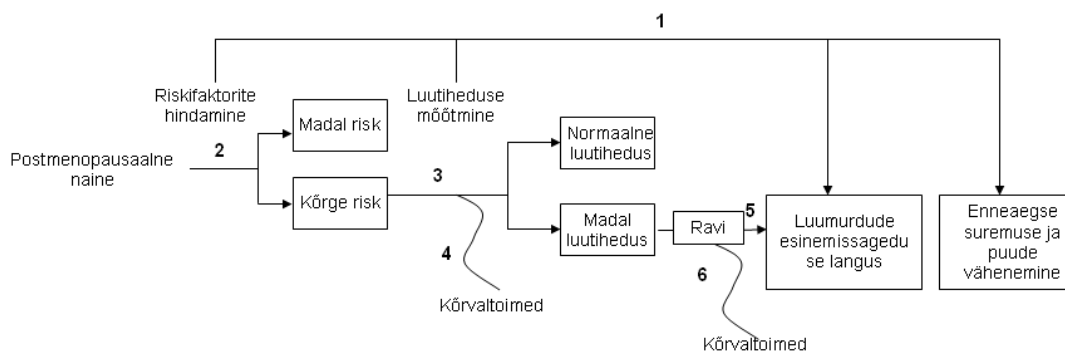 1
Riskifaktorite
hindamine
Luutiheduse
mõõtmine
Postmenopausaalne
naine
2
Madal risk
Kõrge risk
3
4
Kõrvaltoimed
Normaalne
luutihedus
Madal
luutihedus
Ravi
5
6
Kõrvaltoimed
Luumurdude
esinemissagedu
se langus
Enneaegse
suremuse ja
puude
vähenemine